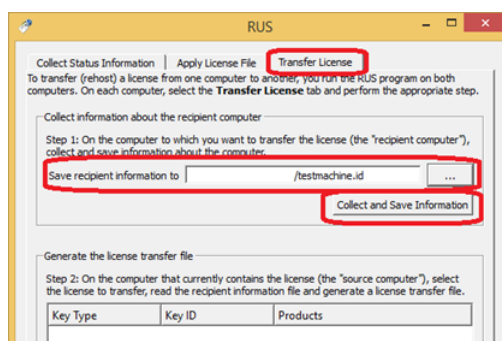 RUS
Collect Status Information
Apply License File
Transfer License
To transfer (rehost) a license from one computer to another, you run the RUS program on both
computers. On each computer, select the Transfer License tab and perform the appropriate step.
Collect information about the recipient computer
Step 1: On the computer to which you want to transfer the license (the "recipient computer"),
collect and save information about the computer.
Save recipient information to /testmachine.id ...
Collect and Save Information
Generate the license transfer file
Step 2: On the computer that currently contains the license (the "source computer"), select
the license to transfer, read the recipient information file and generate a license transfer file.
Key Type Key ID Products